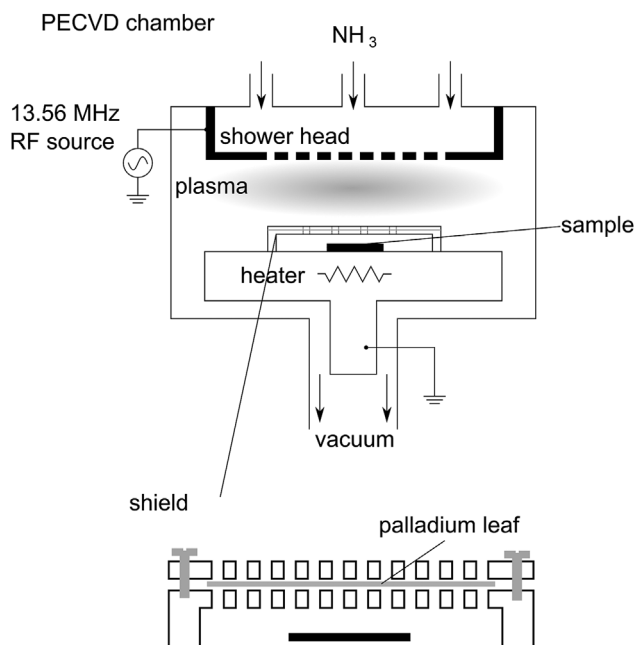 PECVD chamber
NH3
13.56 MHz
RF source
shower head
plasma
sample
heater
vacuum
shield
palladium leaf